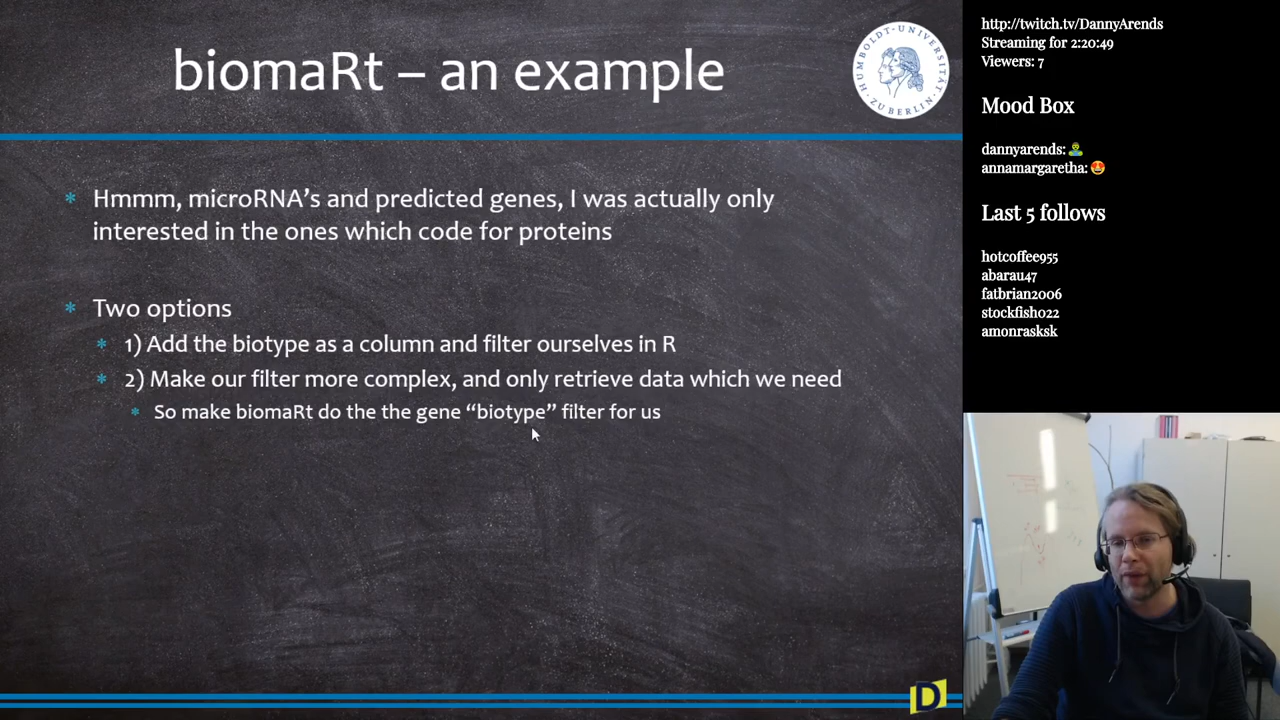 biomaRt – an example
HUMBOLDT-UNIVERSITÄT
ZU BERLIN
* Hmmm, microRNA’s and predicted genes, I was actually only
interested in the ones which code for proteins
* Two options
* 1) Add the biotype as a column and filter ourselves in R
* 2) Make our filter more complex, and only retrieve data which we need
* So make biomaRt do the the gene “biotype” filter for us
D
http://twitch.tv/DannyArends
Streaming for 2:20:49
Viewers: 7
Mood Box
dannyarends: 🧟‍♂️
annamargaretha: 😍
Last 5 follows
hotcoffee955
abarau47
fatbrian2006
stockfish022
amonrasksk